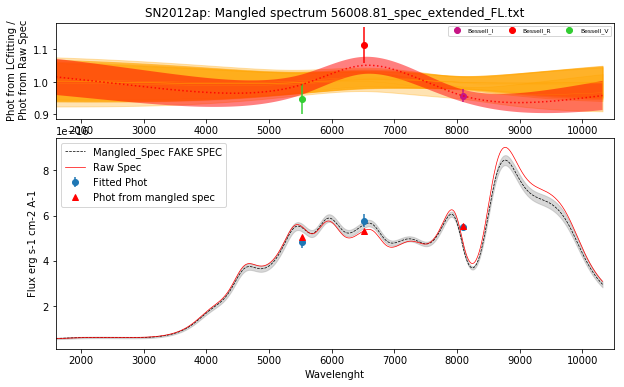 SN2012ap: Mangled spectrum 56008.81_spec_extended_FL.txt
Phot from LCfitting /
Phot from Raw Spec
1.1
1.0
0.9
Bessell_I
Bessell_R
Bessell_V
2000 3000 4000 5000 6000 7000 8000 9000 10000
1e−16
Flux erg s-1 cm-2 A-1
8
6
4
2
Mangled_Spec FAKE SPEC
Raw Spec
Fitted Phot
Phot from mangled spec
2000 3000 4000 5000 6000 7000 8000 9000 10000
Wavelenght